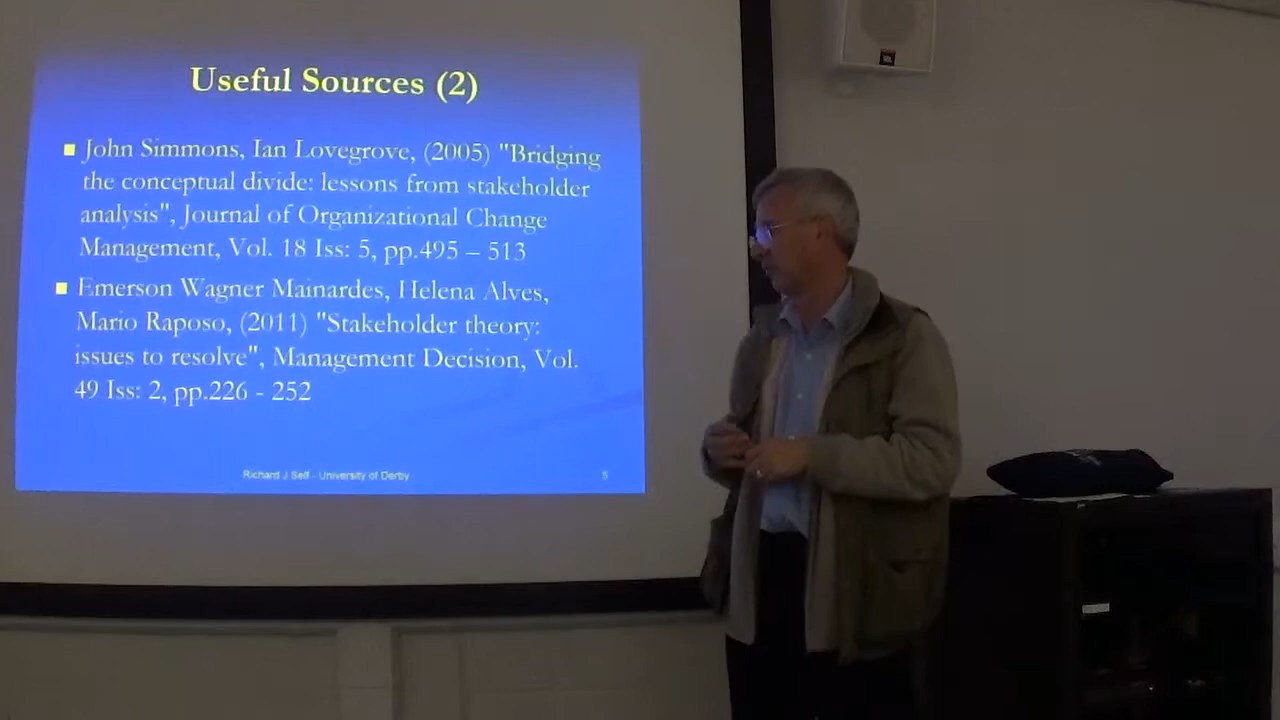 Useful Sources (2)
John Simmons, Ian Lovegrove, (2005) "Bridging
the conceptual divide: lessons from stakeholder
analysis", Journal of Organizational Change
Management, Vol. 18 Iss: 5, pp.495 – 513
Emerson Wagner Mainardes, Helena Alves,
Mario Raposo, (2011) "Stakeholder theory:
issues to resolve", Management Decision, Vol.
49 Iss: 2, pp.226 - 252
Richard J Self - University of Derby
5
JBL